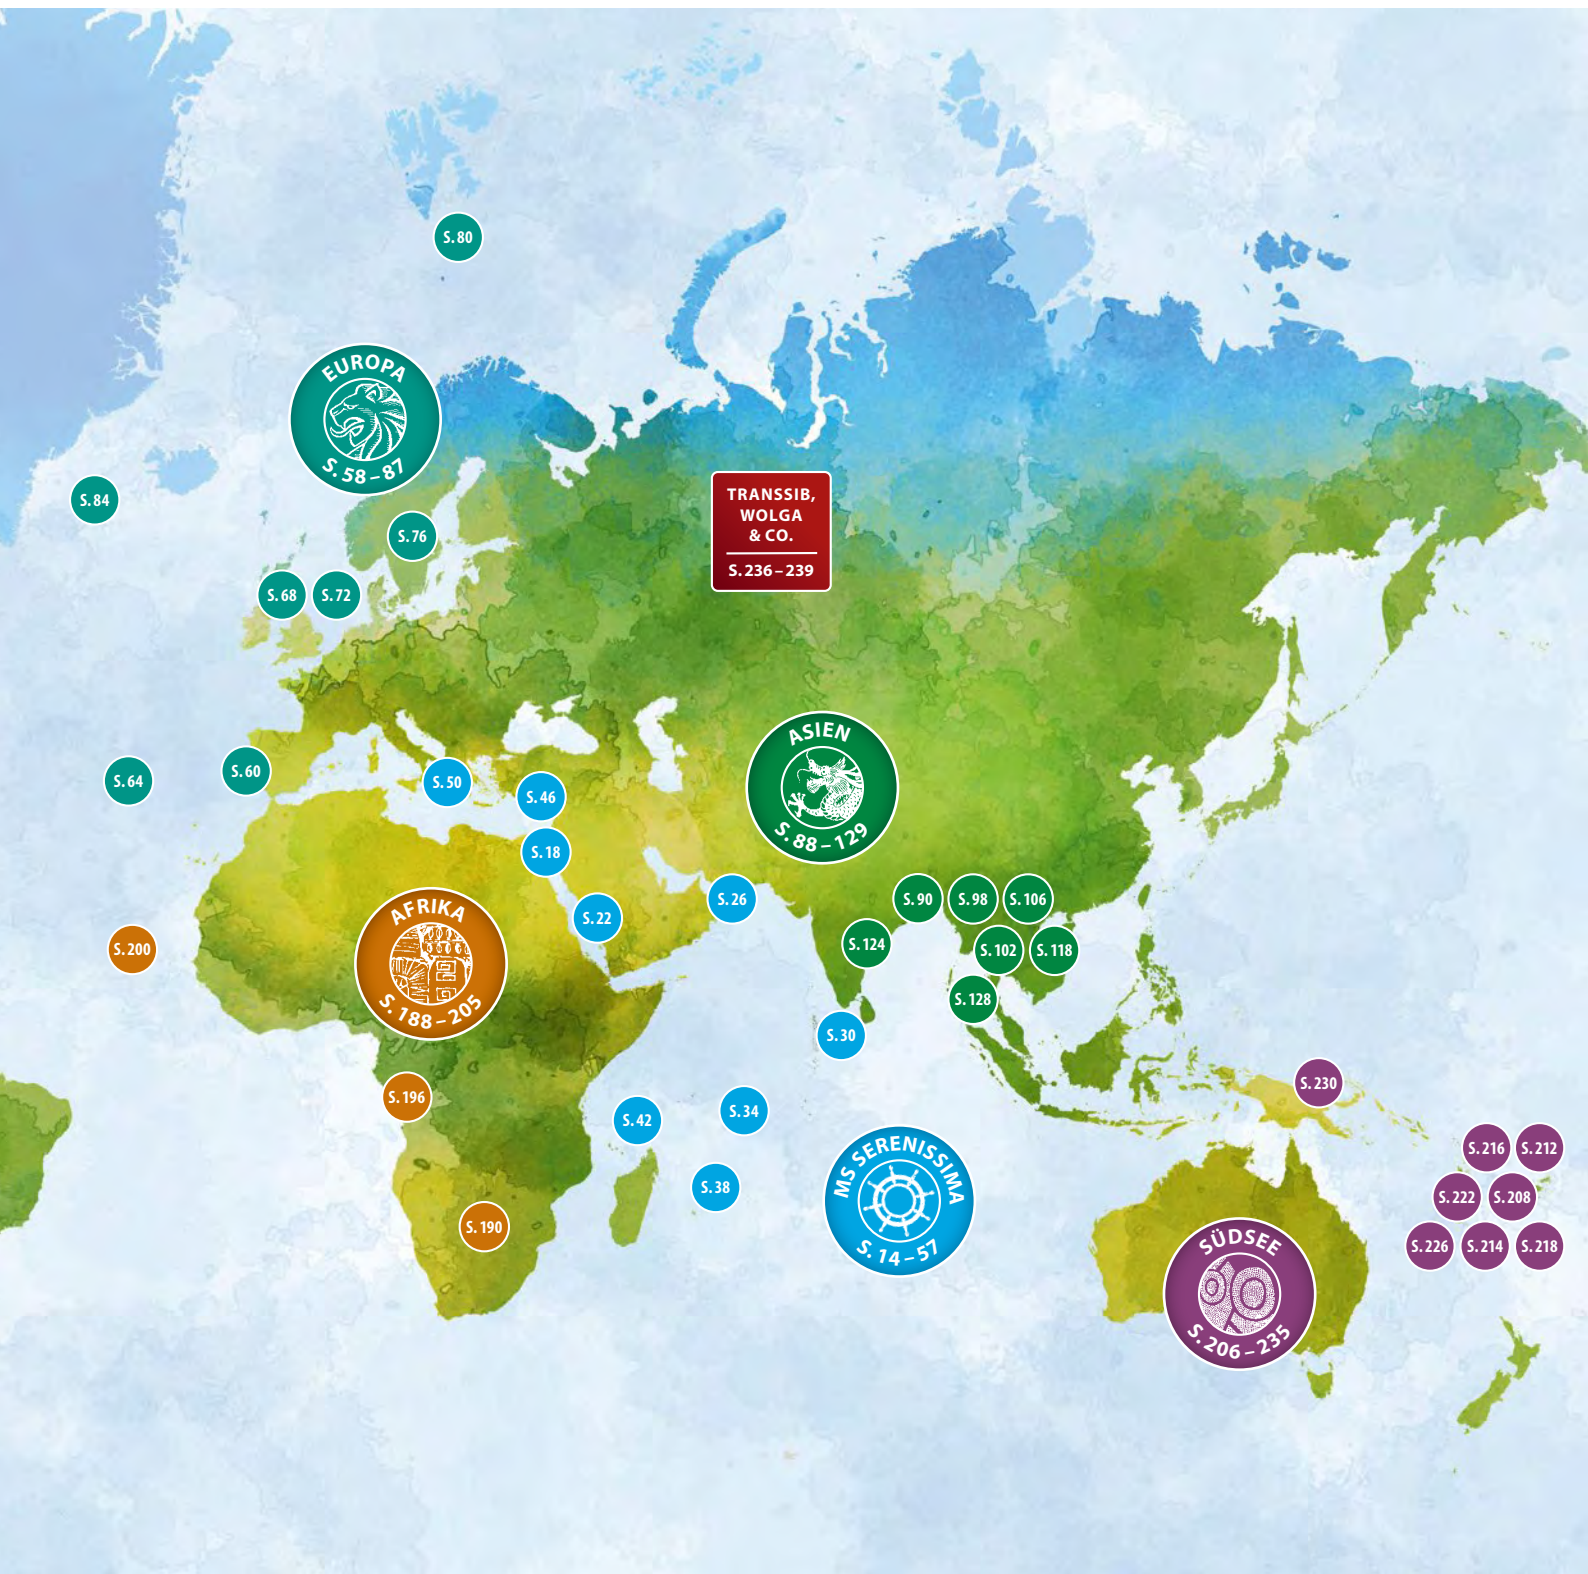 S. 80
EUROPA
S. 58–87
S. 84
TRANSSIB,
WOLGA
& CO.
S. 236–239
S. 76
S. 68
S. 72
ASIEN
S. 88–129
S. 64
S. 60
S. 50
S. 46
S. 18
S. 22
S. 26
S. 90
S. 98
S. 106
S. 124
S. 102
S. 118
S. 128
S. 30
AFRIKA
S. 188–205
S. 200
S. 196
S. 190
S. 42
S. 34
S. 38
MS SERENISSIMA
S. 14–57
S. 230
S. 216
S. 212
S. 222
S. 208
S. 226
S. 214
S. 218
SÜDSEE
S. 206–235